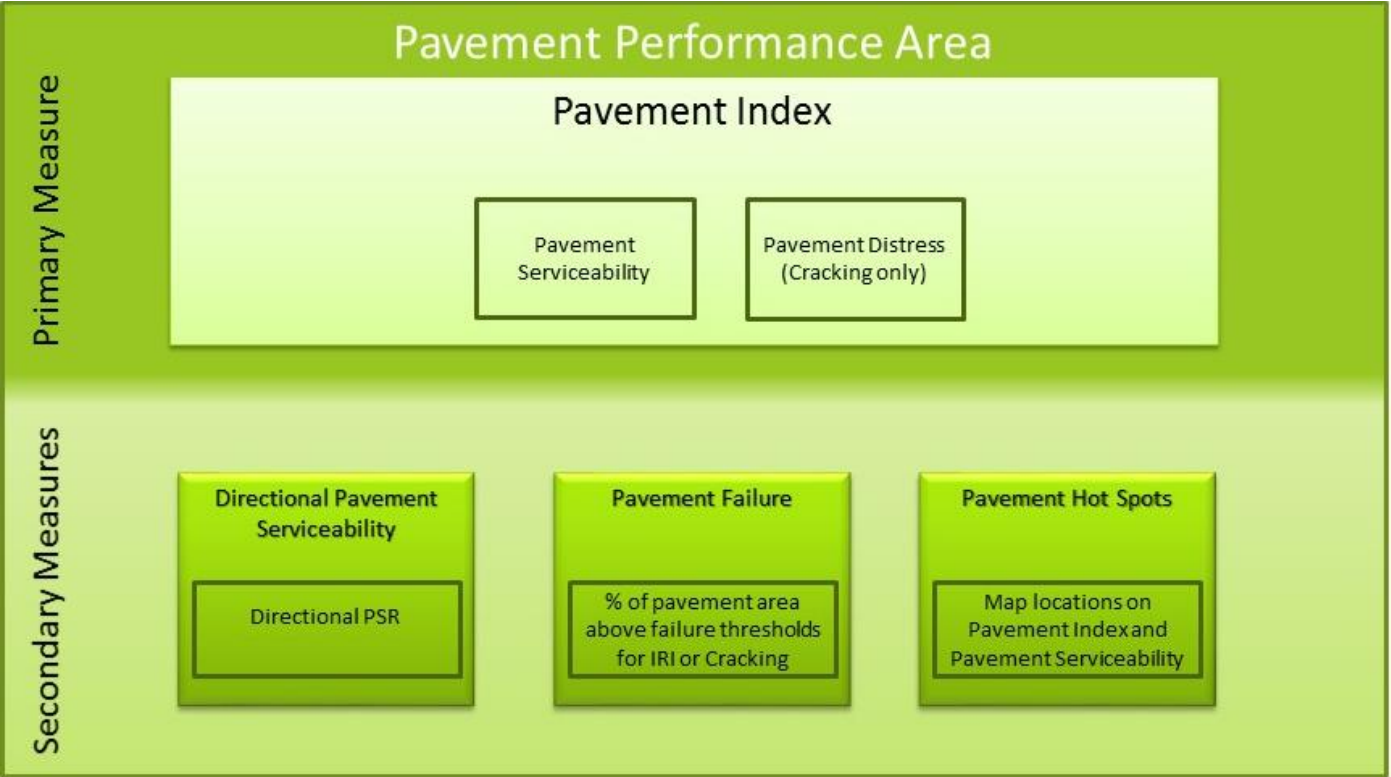 Pavement Performance Area
Primary Measure
Pavement Index
Pavement
Serviceability
Pavement Distress
(Cracking only)
Secondary Measures
Directional Pavement
Serviceability
Directional PSR
Pavement Failure
% of pavement area
above failure thresholds
for IRI or Cracking
Pavement Hot Spots
Map locations on
Pavement Index and
Pavement Serviceability